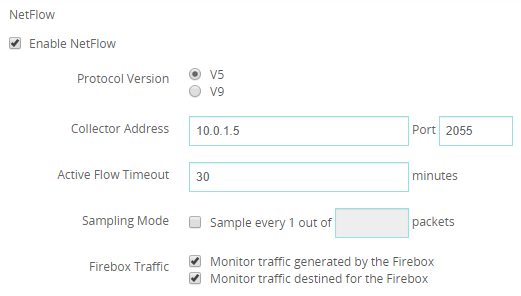 NetFlow
Enable NetFlow
Protocol Version V5
V9
Collector Address 10.0.1.5 Port 2055
Active Flow Timeout 30 minutes
Sampling Mode Sample every 1 out of packets
Firebox Traffic Monitor traffic generated by the Firebox
Monitor traffic destined for the Firebox